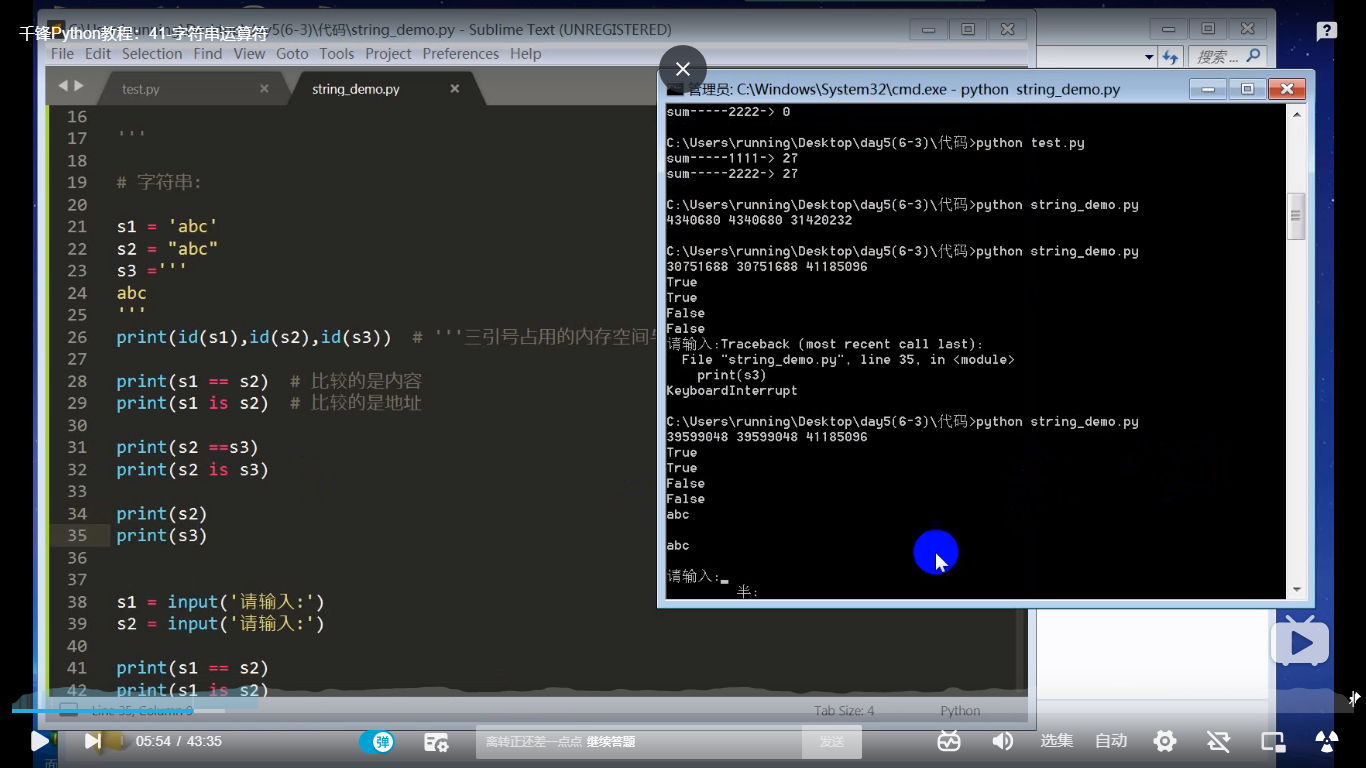 千锋Python教程：41-字符串运算符
day5(6-3)\代码\string_demo.py - Sublime Text (UNREGISTERED)
File Edit Selection Find View Goto Tools Project Preferences Help
搜索 ...
test.py
string_demo.py
16
17 '''
18
19 # 字符串:
20
21 s1 = 'abc'
22 s2 = "abc"
23 s3 ='''
24 abc
25 '''
26 print(id(s1),id(s2),id(s3)) # '''三引号占用的内存空间
27
28 print(s1 == s2) # 比较的是内容
29 print(s1 is s2) # 比较的是地址
30
31 print(s2 ==s3)
32 print(s2 is s3)
33
34 print(s2)
35 print(s3)
36
37
38 s1 = input('请输入:')
39 s2 = input('请输入:')
40
41 print(s1 == s2)
42 print(s1 is s2)
Line 35, Column 9
Tab Size: 4
Python
管理员: C:\Windows\System32\cmd.exe - python string_demo.py
sum-----2222-> 0
C:\Users\running\Desktop\day5(6-3)\代码>python test.py
sum-----1111-> 27
sum-----2222-> 27
C:\Users\running\Desktop\day5(6-3)\代码>python string_demo.py
4340680 4340680 31420232
C:\Users\running\Desktop\day5(6-3)\代码>python string_demo.py
30751688 30751688 41185096
True
True
False
False
请输入:Traceback (most recent call last):
File "string_demo.py", line 35, in <module>
print(s3)
KeyboardInterrupt
C:\Users\running\Desktop\day5(6-3)\代码>python string_demo.py
39599048 39599048 41185096
True
True
False
False
abc
abc
请输入:_
半:
05:54 / 43:35
弹
离转正还差一点点 继续答题
发送
选集
自动